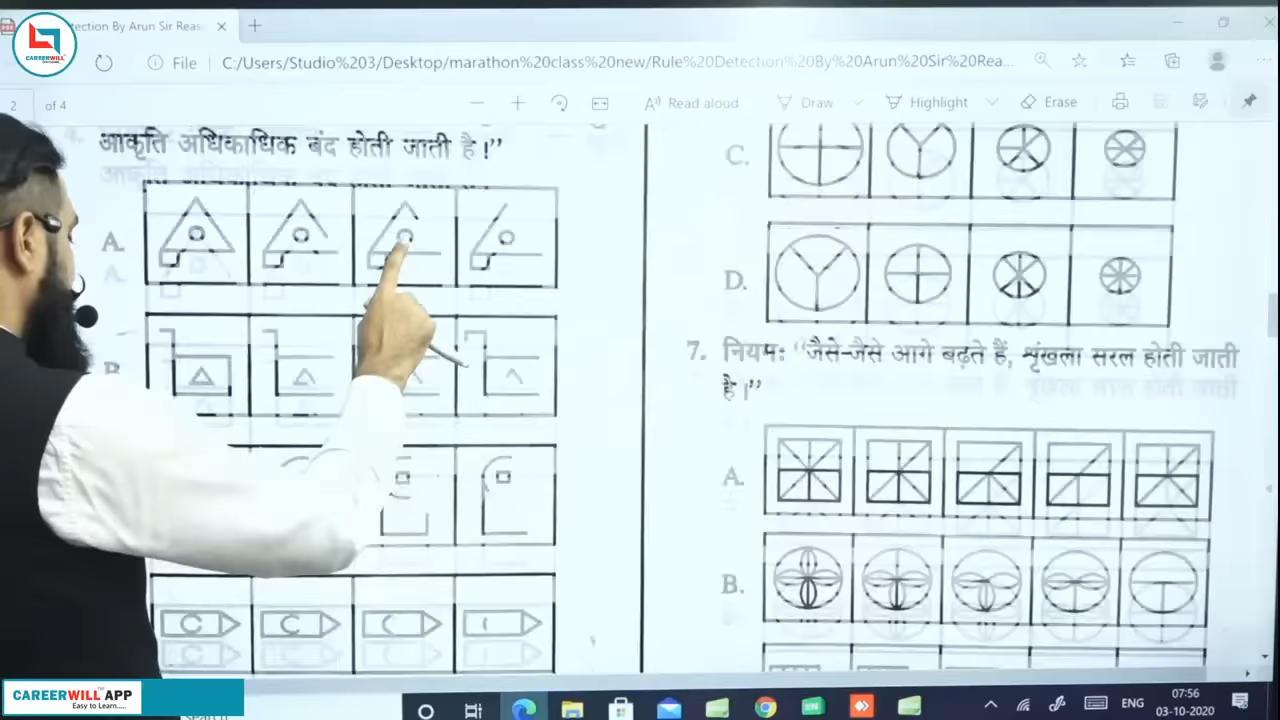 tection By Arun Sir Reas
CAREERWILL
2 of 4
File
C:/Users/Studio%203/Desktop/marathon%20class%20new/Rule%20Detection%20By%20Arun%20Sir%20Rea...
Read aloud
Draw
Highlight
Erase
आकृति अधिकाधिक बंद होती जाती है।”
A.
B.
C.
D.
7. नियमः “जैसे-जैसे आगे बढ़ते हैं, शृंखला सरल होती जाती
है।”
A.
B.
CAREERWILL APP
Easy to Learn.....
ENG
07:56
03-10-2020